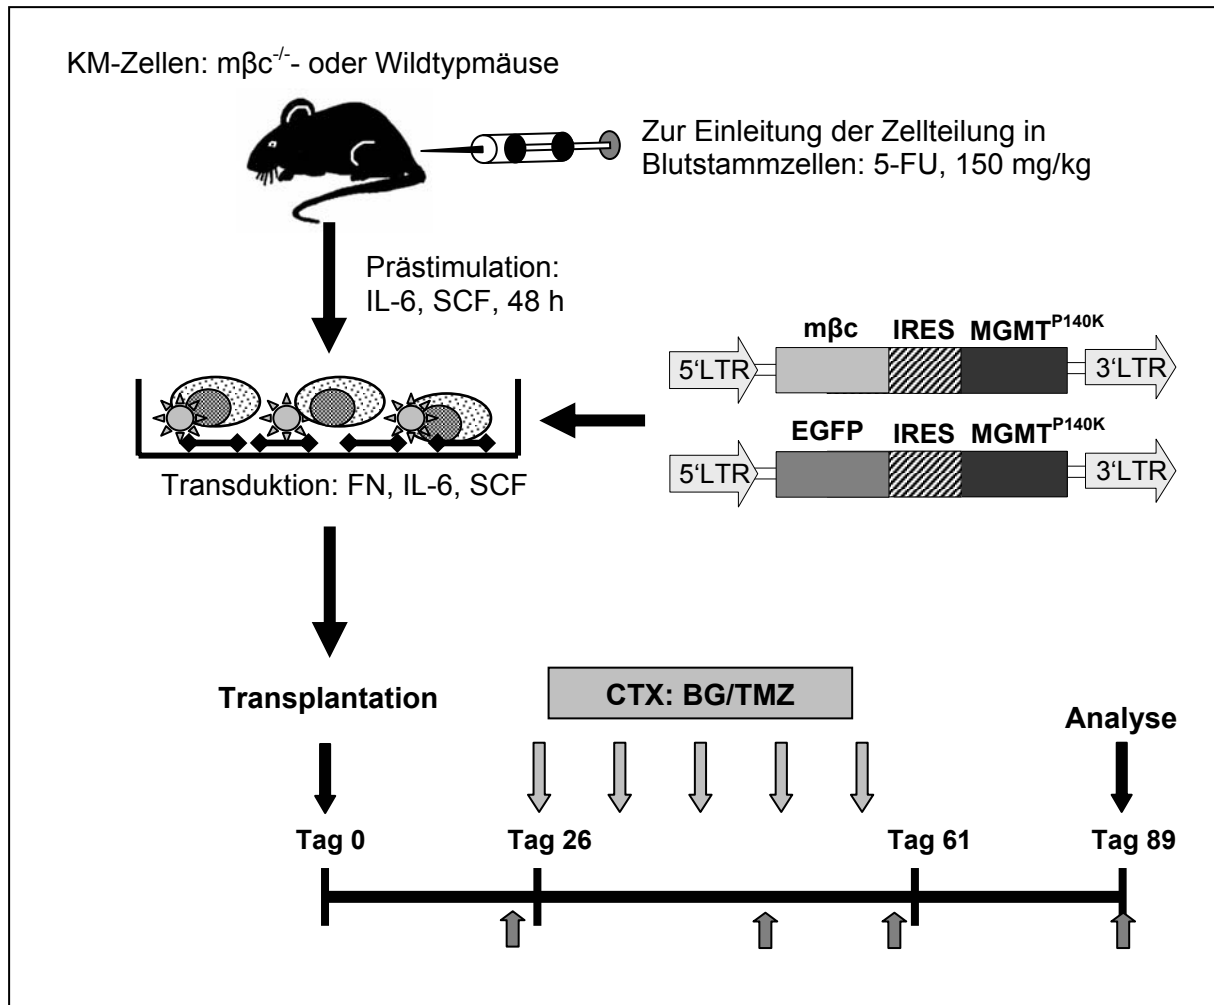 KM-Zellen: mβc-/-- oder Wildtypmäuse
Zur Einleitung der Zellteilung in
Blutstammzellen: 5-FU, 150 mg/kg
Prästimulation:
IL-6, SCF, 48 h
mβc IRES MGMTP140K
5‘LTR 3‘LTR
EGFP IRES MGMTP140K
5‘LTR 3‘LTR
Transduktion: FN, IL-6, SCF
Transplantation
CTX: BG/TMZ
Analyse
Tag 0 Tag 26 Tag 61 Tag 89